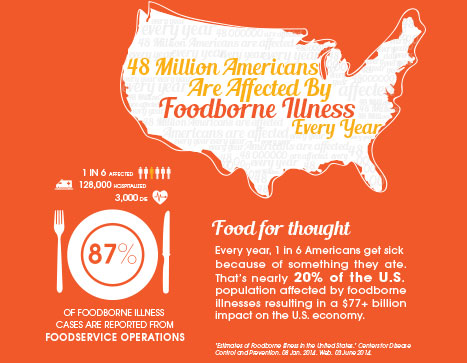 48 Million Americans
Are Affected By
Foodborne Illness
Every Year
1 IN 6 AFFECTED
128,000 HOSPITALIZED
3,000 DIE
87%
OF FOODBORNE ILLNESS
CASES ARE REPORTED FROM
FOODSERVICE OPERATIONS
Food for thought
Every year, 1 in 6 Americans get sick
because of something they ate.
That's nearly 20% of the U.S.
population affected by foodborne
illnesses resulting in a $77+ billion
impact on the U.S. economy.
"Estimates of Foodborne Illness in the United States." Centers for Disease
Control and Prevention. 08 Jan. 2014. Web. 03 June 2014.